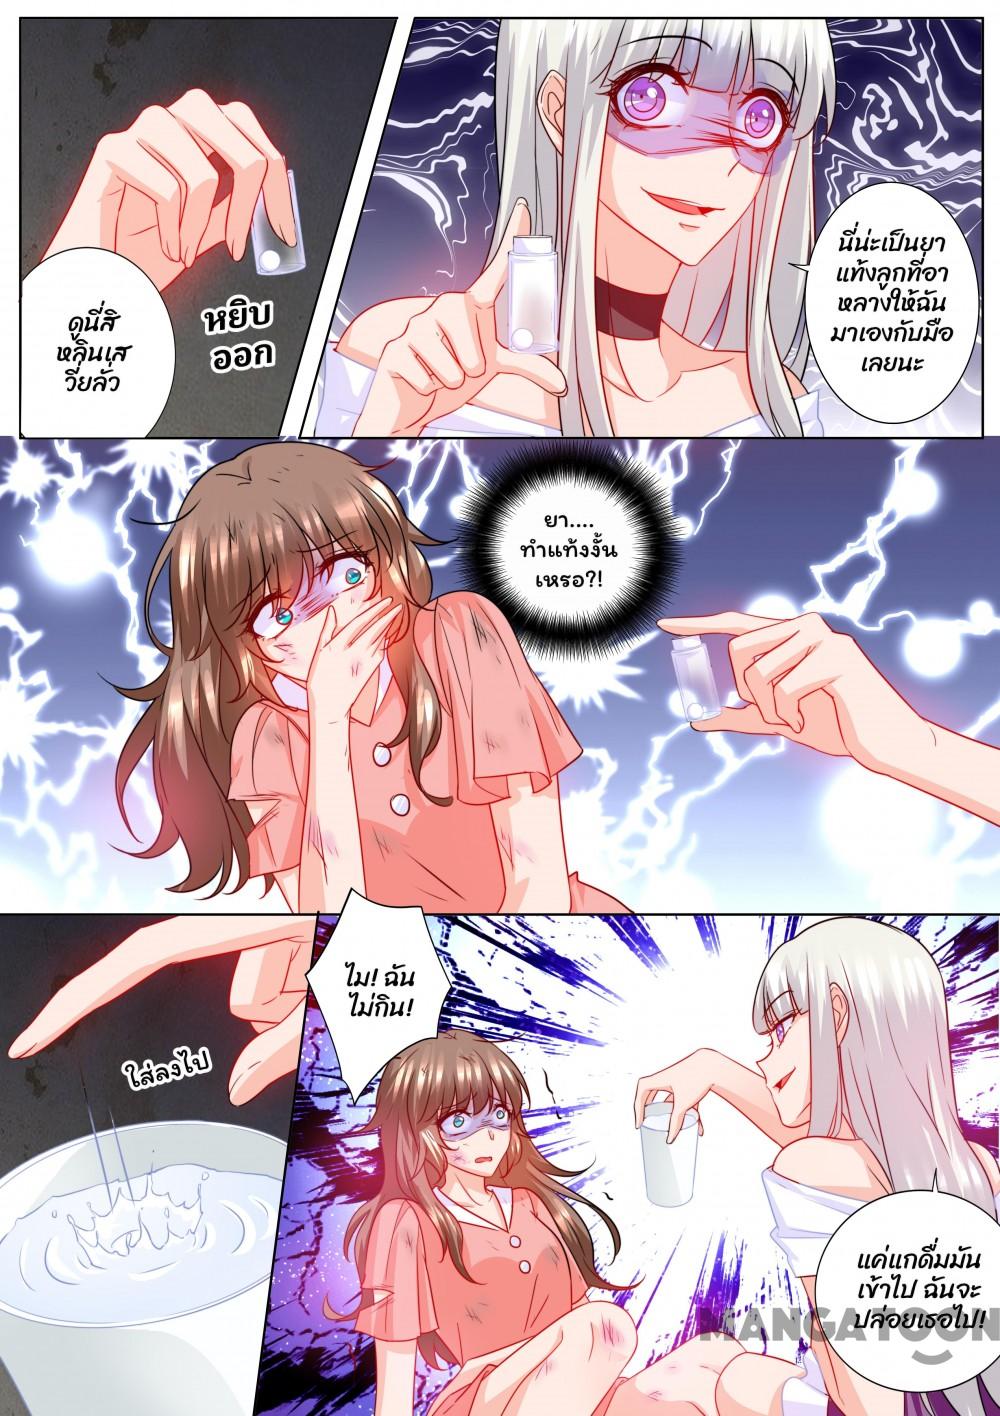 ดูนี่สิ
หลินเส
วี่ยลั่ว
หยิบ
ออก
นี่น่ะเป็นยา
แท้งลูกที่อา
หลางให้ฉัน
มาเองกับมือ
เลยนะ
ยา....
ทำแท้งงั้น
เหรอ?!
ใส่ลงไป
ไม่! ฉัน
ไม่กิน!
แค่แกดื่มมัน
เข้าไป ฉันจะ
ปล่อยเธอไป!
MANGATOON